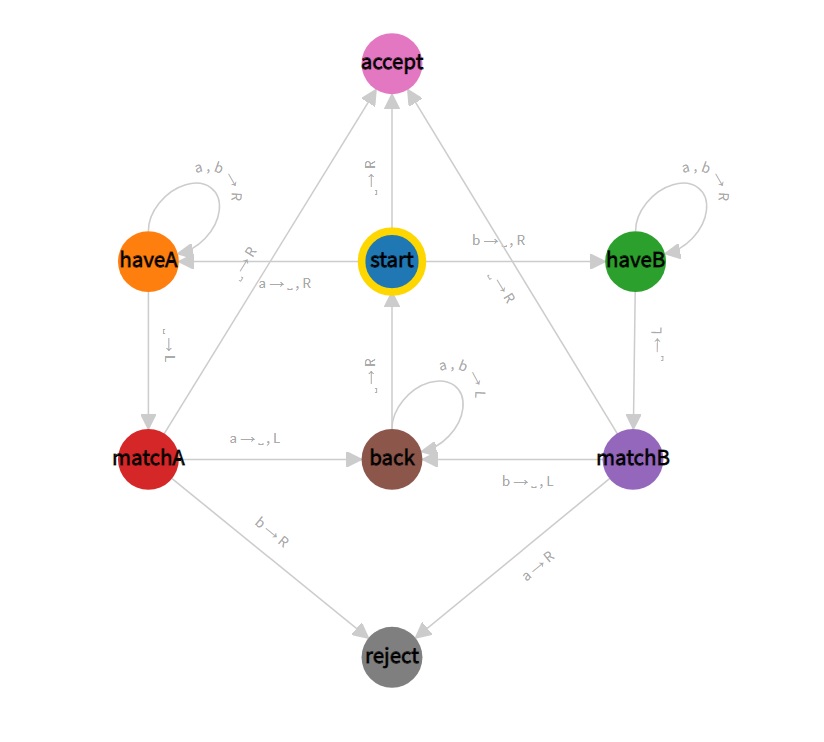 accept
␣→R
a,b→R
a,b→R
haveA
␣→R
a→␣,R
start
b→␣,R
␣→R
haveB
␣→L
␣→R
a,b→L
␣→L
matchA
a→␣,L
back
b→␣,L
matchB
b→R
a→R
reject